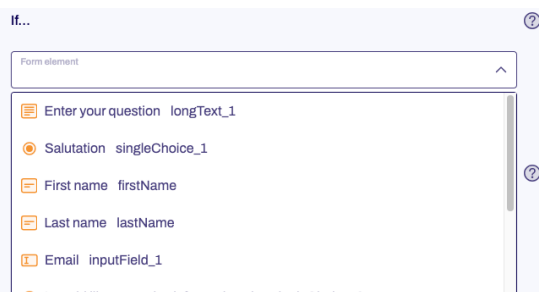 If...
?
Form element
Enter your question longText_1
Salutation singleChoice_1
First name firstName
?
Last name lastName
Email inputField_1